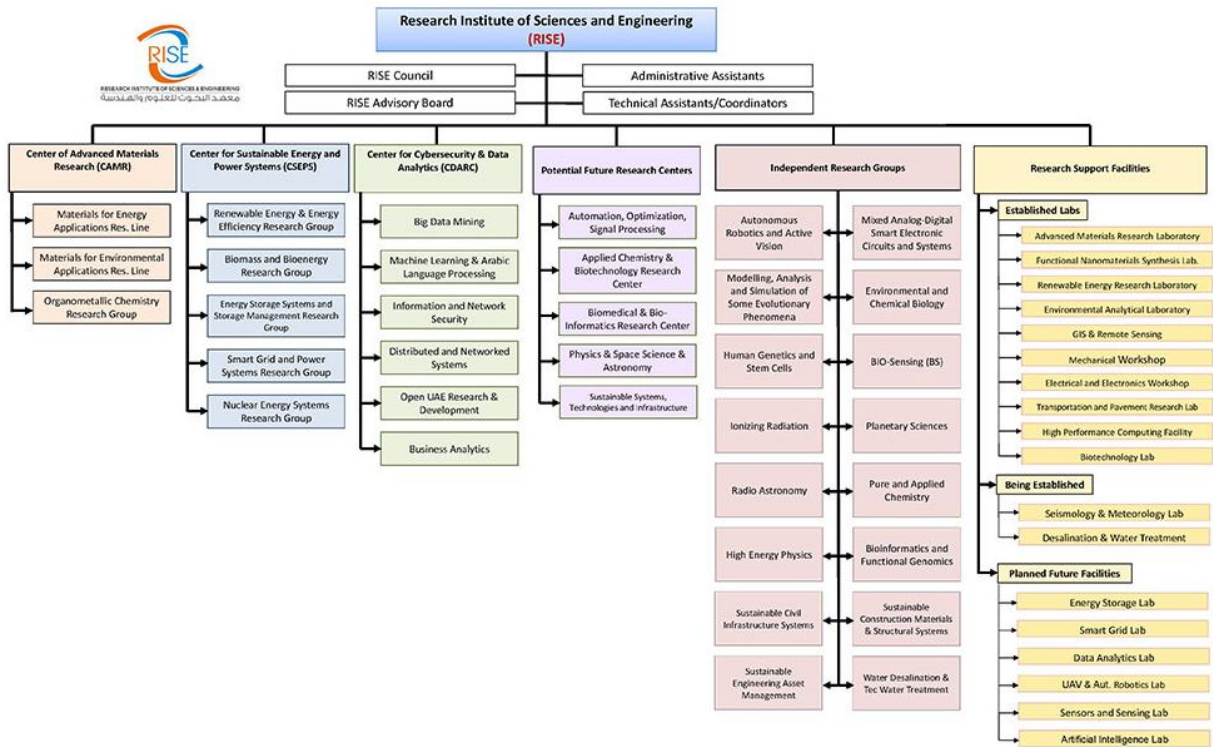 Research Institute of Sciences and Engineering
(RISE)
RISE
RESEARCH INSTITUTE OF SCIENCES & ENGINEERING
معهد البحوث للعلوم والهندسة
RISE Council
Administrative Assistants
RISE Advisory Board
Technical Assistants/Coordinators
Center of Advanced Materials
Research (CAMR)
Materials for Energy
Applications Res. Line
Materials for Environmental
Applications Res. Line
Organometallic Chemistry
Research Group
Center for Sustainable Energy and
Power Systems (CSEPS)
Renewable Energy & Energy
Efficiency Research Group
Biomass and Bioenergy
Research Group
Energy Storage Systems and
Storage Management Research
Group
Smart Grid and Power
Systems Research Group
Nuclear Energy Systems
Research Group
Center for Cybersecurity & Data
Analytics (CDARC)
Big Data Mining
Machine Learning & Arabic
Language Processing
Information and Network
Security
Distributed and Networked
Systems
Open UAE Research &
Development
Business Analytics
Potential Future Research Centers
Automation, Optimization,
Signal Processing
Applied Chemistry &
Biotechnology Research
Center
Biomedical & Bio-
Informatics Research Center
Physics & Space Science &
Astronomy
Sustainable Systems,
Technologies and Infrastructure
Independent Research Groups
Autonomous
Robotics and Active
Vision
Mixed Analog-Digital
Smart Electronic
Circuits and Systems
Modelling, Analysis
and Simulation of
Some Evolutionary
Phenomena
Environmental and
Chemical Biology
Human Genetics and
Stem Cells
BIO-Sensing (BS)
Ionizing Radiation
Planetary Sciences
Radio Astronomy
Pure and Applied
Chemistry
High Energy Physics
Bioinformatics and
Functional Genomics
Sustainable Civil
Infrastructure Systems
Sustainable
Construction Materials
& Structural Systems
Sustainable
Engineering Asset
Management
Water Desalination &
Tec Water Treatment
Research Support Facilities
Established Labs
Advanced Materials Research Laboratory
Functional Nanomaterials Synthesis Lab.
Renewable Energy Research Laboratory
Environmental Analytical Laboratory
GIS & Remote Sensing
Mechanical Workshop
Electrical and Electronics Workshop
Transportation and Pavement Research Lab
High Performance Computing Facility
Biotechnology Lab
Being Established
Seismology & Meteorology Lab
Desalination & Water Treatment
Planned Future Facilities
Energy Storage Lab
Smart Grid Lab
Data Analytics Lab
UAV & Aut. Robotics Lab
Sensors and Sensing Lab
Artificial Intelligence Lab